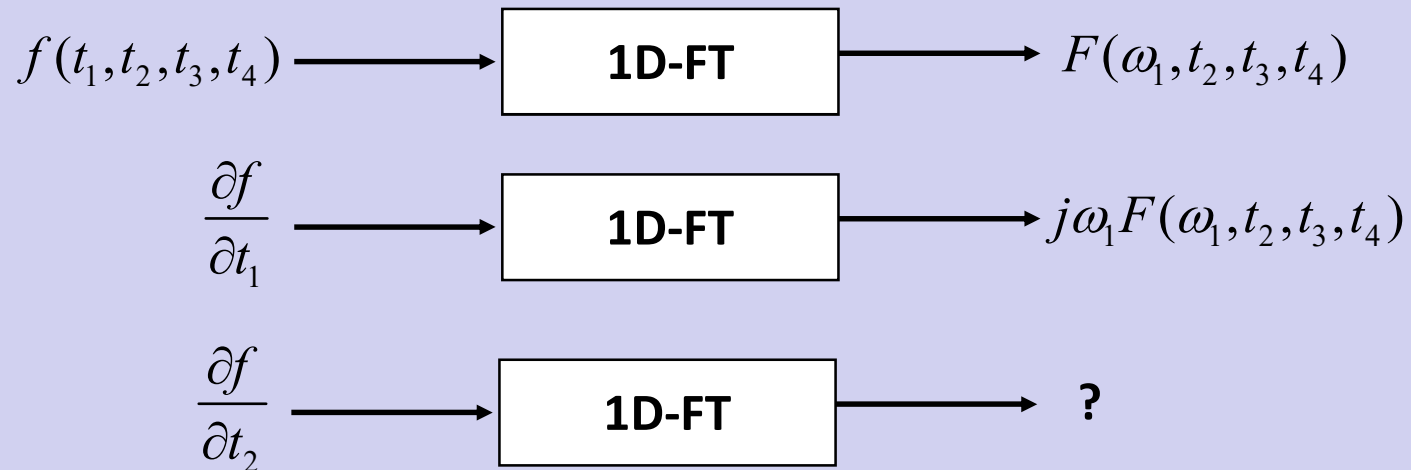 f(t₁,t₂,t₃,t₄) 1D-FT F(ω₁,t₂,t₃,t₄)
∂f/∂t₁ 1D-FT jω₁F(ω₁,t₂,t₃,t₄)
∂f/∂t₂ 1D-FT ?